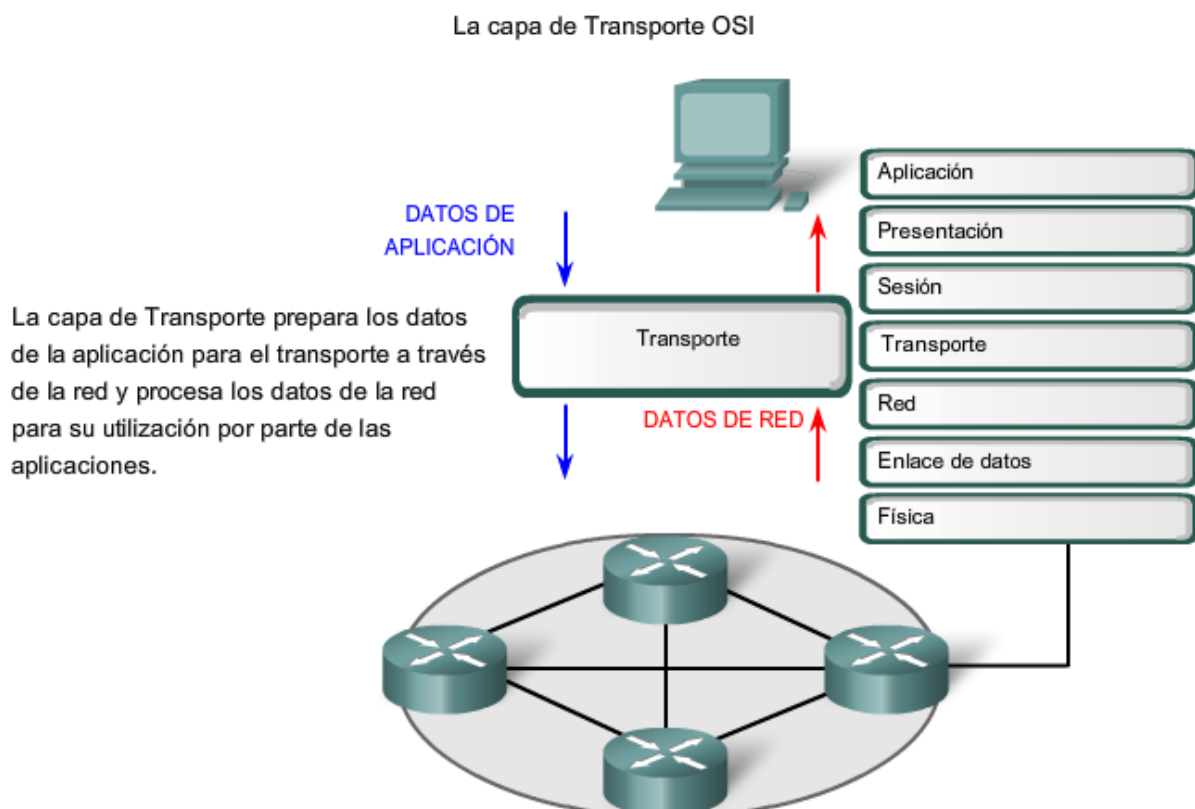 La capa de Transporte OSI
DATOS DE
APLICACIÓN
La capa de Transporte prepara los datos
de la aplicación para el transporte a través
de la red y procesa los datos de la red
para su utilización por parte de las
aplicaciones.
Transporte
DATOS DE RED
Aplicación
Presentación
Sesión
Transporte
Red
Enlace de datos
Física